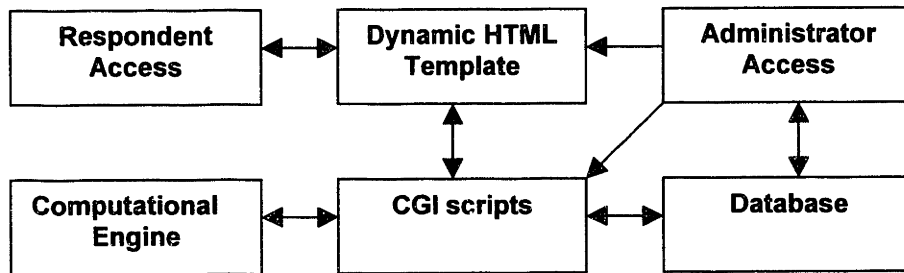 Respondent
Access
Dynamic HTML
Template
Administrator
Access
Computational
Engine
CGI scripts
Database